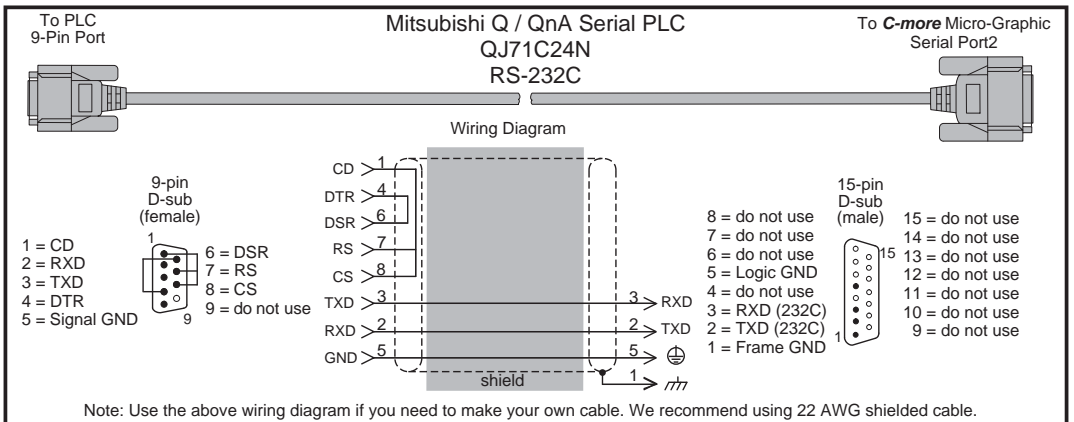 To PLC
9-Pin Port
Mitsubishi Q / QnA Serial PLC
QJ71C24N
RS-232C
To C-more Micro-Graphic
Serial Port2
Wiring Diagram
9-pin
D-sub
(female)
1
9
1 = CD
2 = RXD
3 = TXD
4 = DTR
5 = Signal GND
6 = DSR
7 = RS
8 = CS
9 = do not use
CD 1
DTR 4
DSR 6
RS 7
CS 8
TXD 3
RXD 2
GND 5
shield
3 RXD
2 TXD
5
1
8 = do not use
7 = do not use
6 = do not use
5 = Logic GND
4 = do not use
3 = RXD (232C)
2 = TXD (232C)
1 = Frame GND
15-pin
D-sub
(male)
15
1
15 = do not use
14 = do not use
13 = do not use
12 = do not use
11 = do not use
10 = do not use
9 = do not use
Note: Use the above wiring diagram if you need to make your own cable. We recommend using 22 AWG shielded cable.